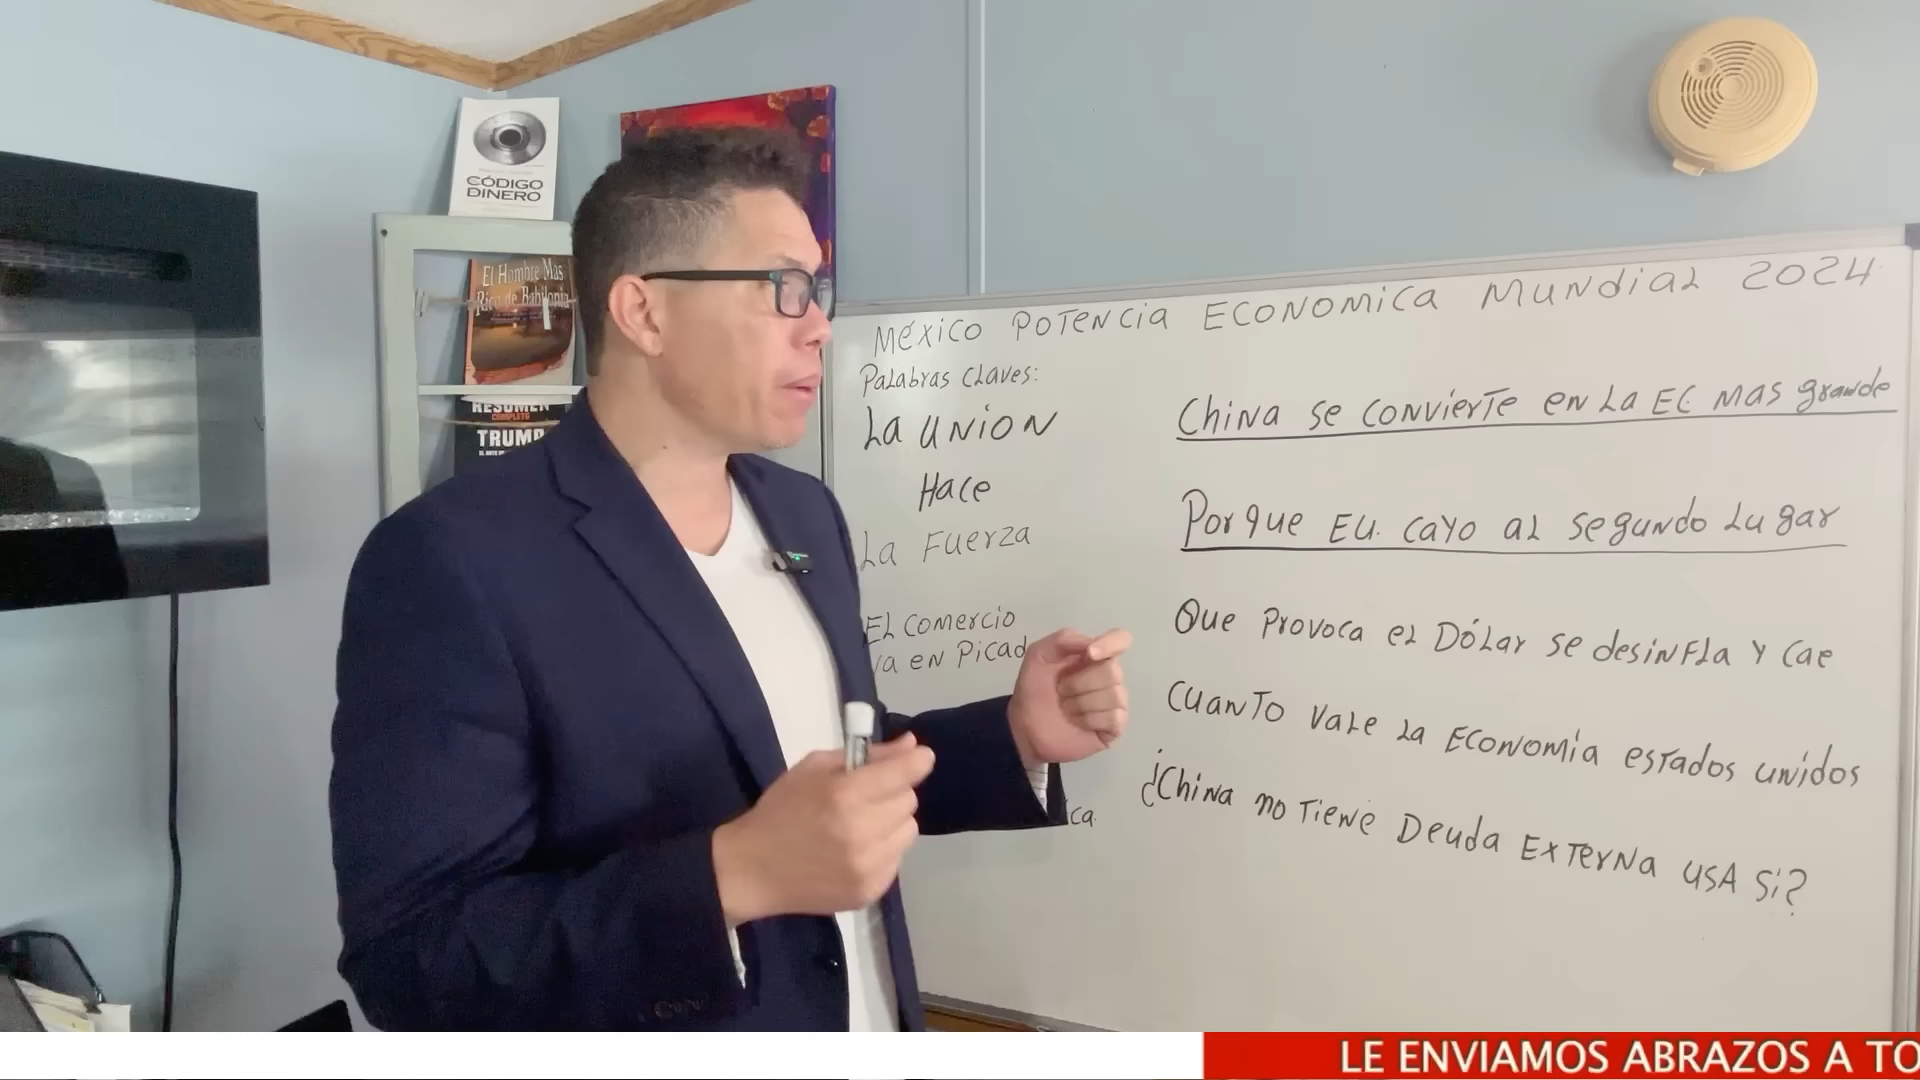 CÓDIGO
DINERO
El Hombre Mas
Rico de Babilonia
RESUMEN
COMPLETO
TRUMP
México Potencia Economica Mundial 2024
Palabras Claves:
La union
Hace
La Fuerza
El Comercio
va en Picad
ica
China se convierte en la EC mas grande
Porque EU. cayo al segundo lugar
Que Provoca el Dólar se desinfla y cae
Cuanto vale la Economia estados unidos
¿China no Tiene Deuda Externa USA Si?
LE ENVIAMOS ABRAZOS A TO